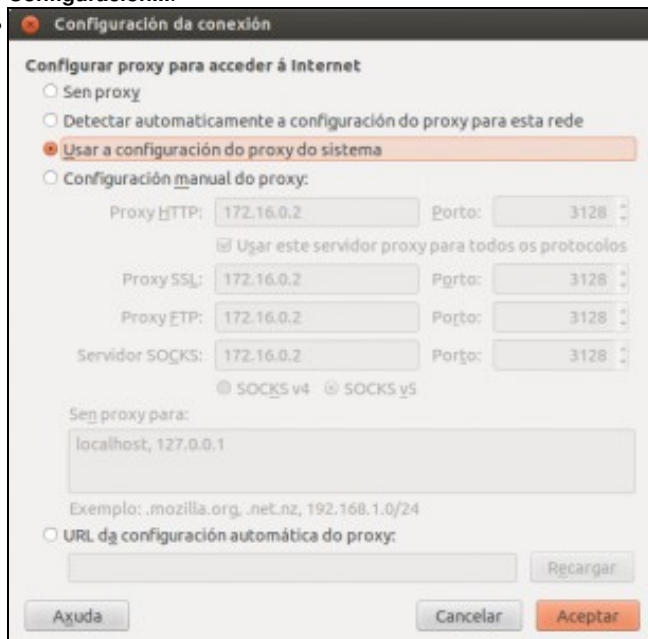 Configuración da conexión
Configurar proxy para acceder á Internet
Sen proxy
Detectar automaticamente a configuración do proxy para esta rede
Usar a configuración do proxy do sistema
Configuración manual do proxy:
Proxy HTTP: 172.16.0.2 Porto: 3128
Usar este servidor proxy para todos os protocolos
Proxy SSL: 172.16.0.2 Porto: 3128
Proxy FTP: 172.16.0.2 Porto: 3128
Servidor SOCKS: 172.16.0.2 Porto: 3128
SOCKS v4 SOCKS v5
Sen proxy para:
localhost, 127.0.0.1
Exemplo: .mozilla.org, .net.nz, 192.168.1.0/24
URL da configuración automática do proxy:
Recargar
Axuda Cancelar Aceptar